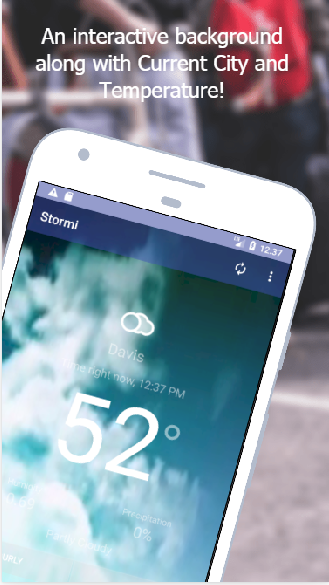 An interactive background
along with Current City and
Temperature!
12:37
Stormi
Davis
Time right now, 12:37 PM
52°
Precipitation
0%
Partly Cloudy